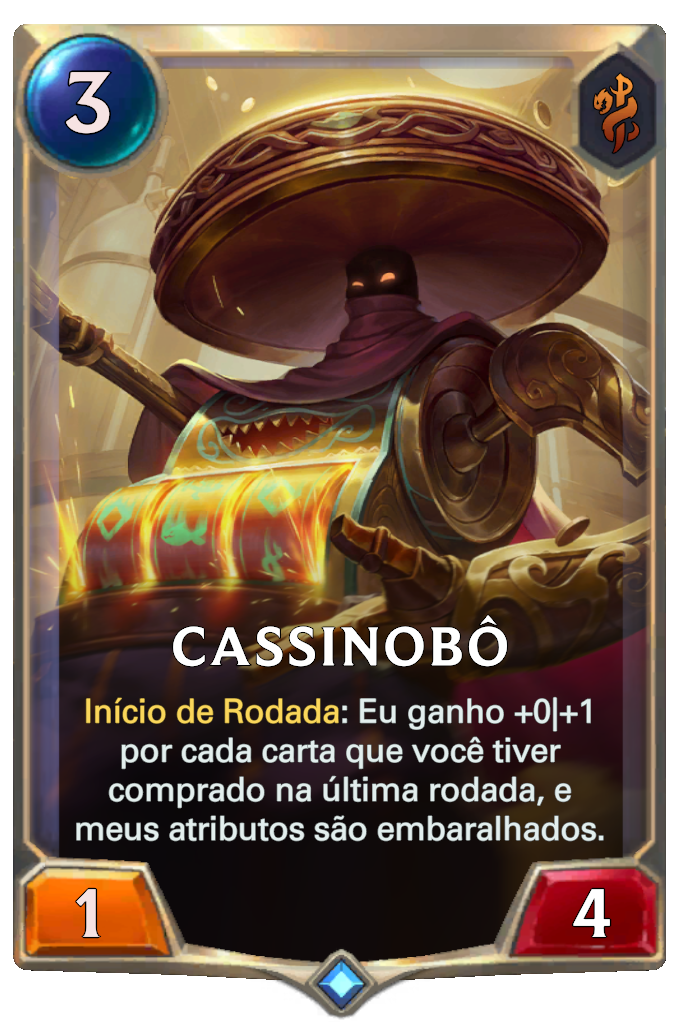 3
CASSINOBÔ
Início de Rodada: Eu ganho +0|+1
por cada carta que você tiver
comprado na última rodada, e
meus atributos são embaralhados.
1
4